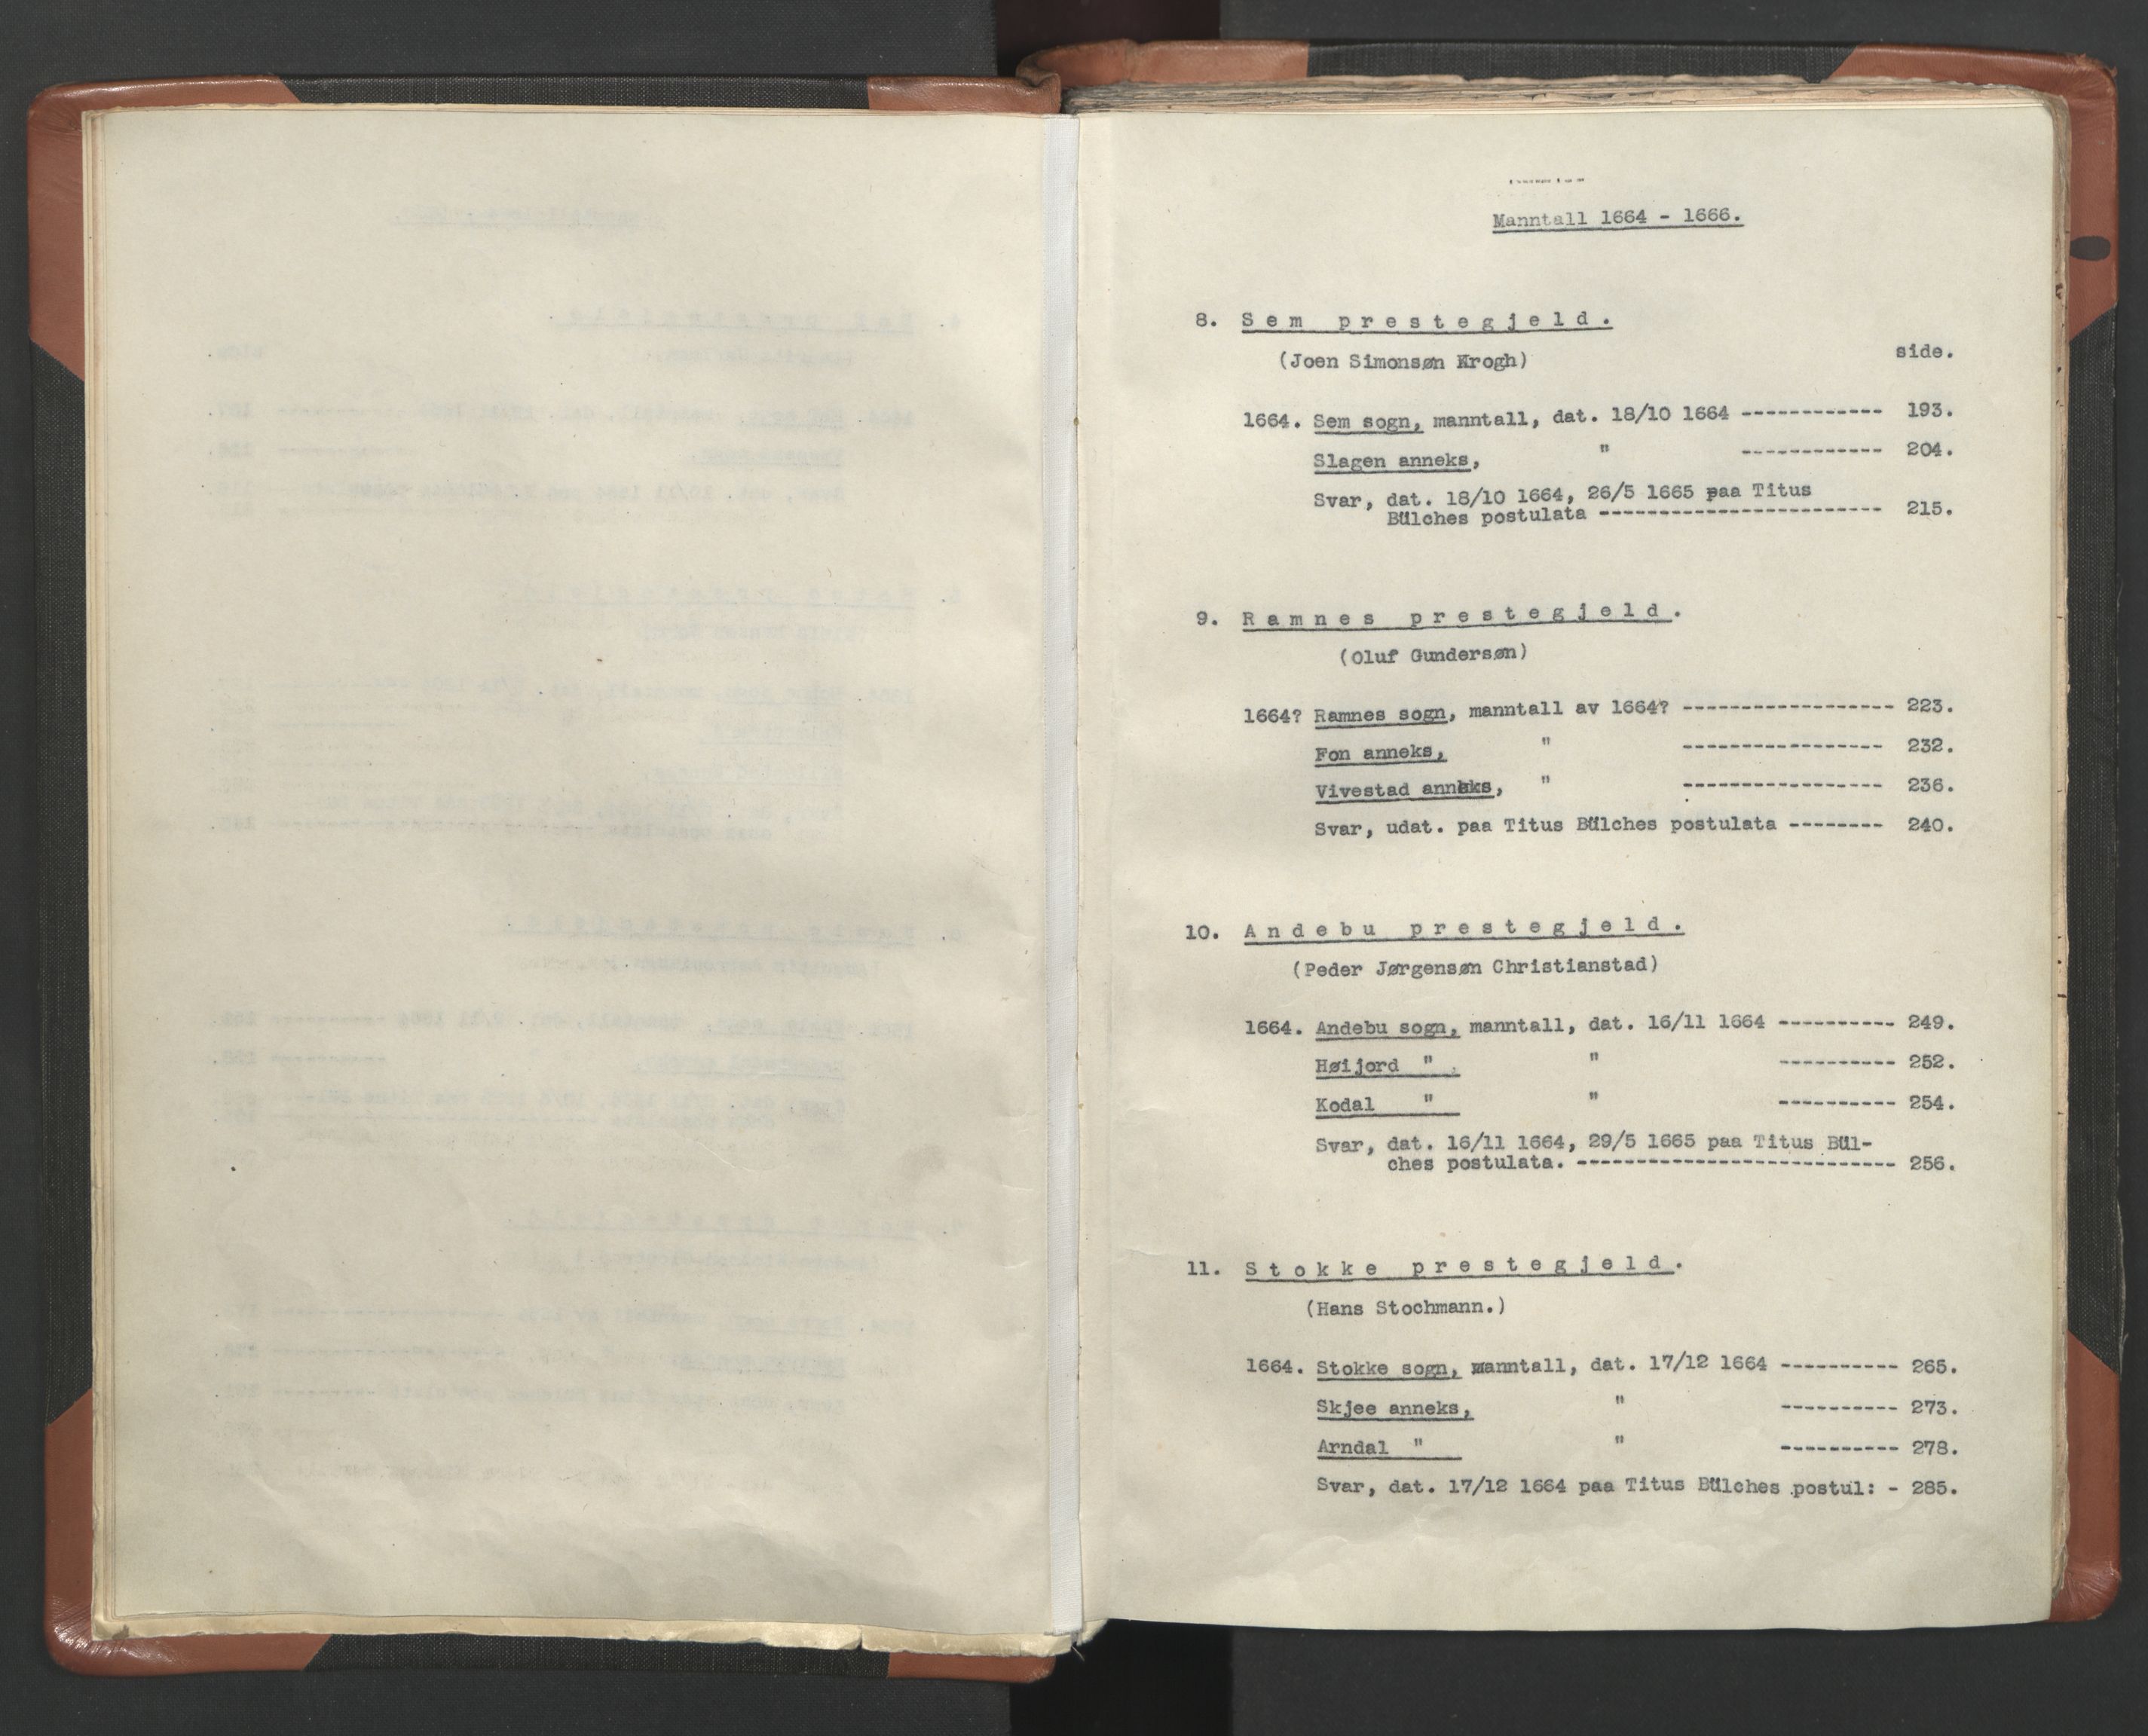 Manntall 1664 - 1666.
8. Sem prestegjeld.
(Joen Simonsøn Krogh)
side.
1664. Sem sogn, manntall, dat. 18/10 1664 ------------ 193.
Slagen anneks, " ------------ 204.
Svar, dat. 18/10 1664, 26/5 1665 paa Titus
Bülches postulata ------------------------ 215.
9. Ramnes prestegjeld.
(Oluf Gundersøn)
1664? Ramnes sogn, manntall av 1664? ------------------ 223.
Fon anneks, " ----------------- 232.
Vivestad anneks, " ----------------- 236.
Svar, udat. paa Titus Bülches postulata -------- 240.
10. Andebu prestegjeld.
(Peder Jørgensøn Christianstad)
1664. Andebu sogn, manntall, dat. 16/11 1664 ---------- 249.
Høijord " . " ---------- 252.
Kodal " " ---------- 254.
Svar, dat. 16/11 1664, 29/5 1665 paa Titus Bül-
ches postulata. --------------------------- 256.
11. Stokke prestegjeld.
(Hans Stochmann.)
1664. Stokke sogn, manntall, dat. 17/12 1664 ---------- 265.
Skjee anneks, " ---------- 273.
Arndal " " ---------- 278.
Svar, dat. 17/12 1664 paa Titus Bülches postul: - 285.